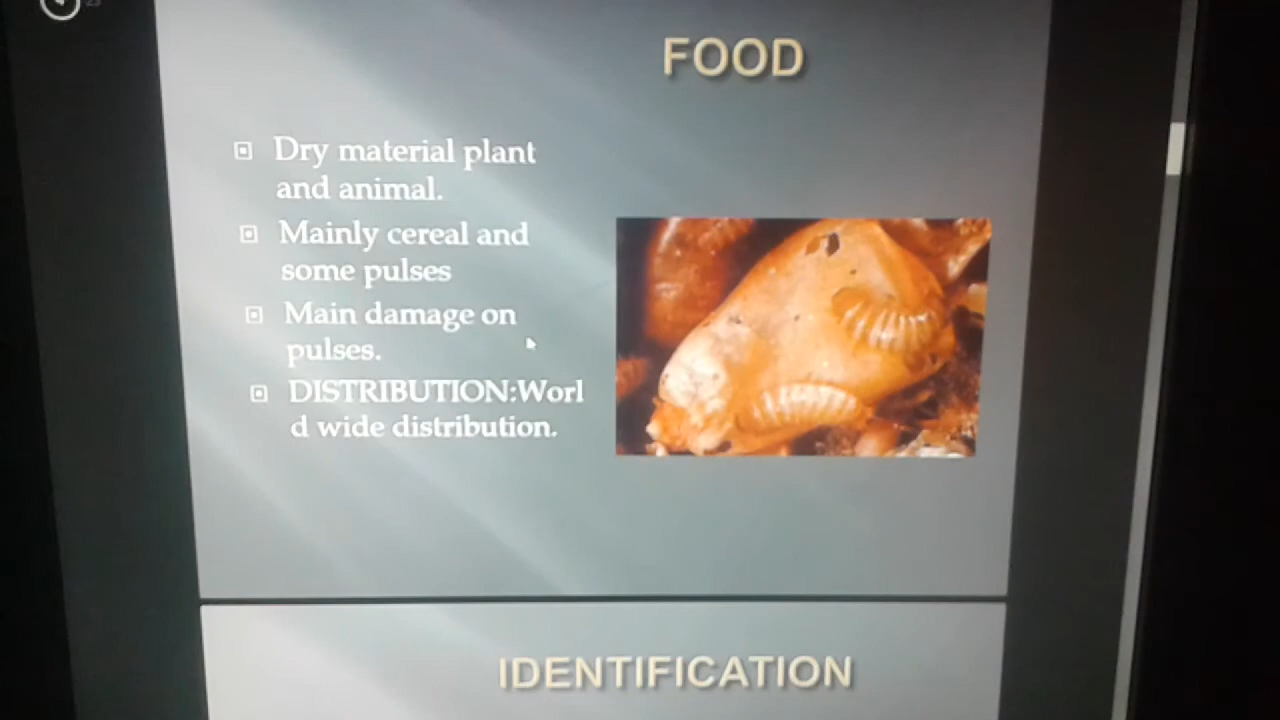 FOOD
Dry material plant
and animal.
Mainly cereal and
some pulses
Main damage on
pulses.
DISTRIBUTION:Worl
d wide distribution.
IDENTIFICATION